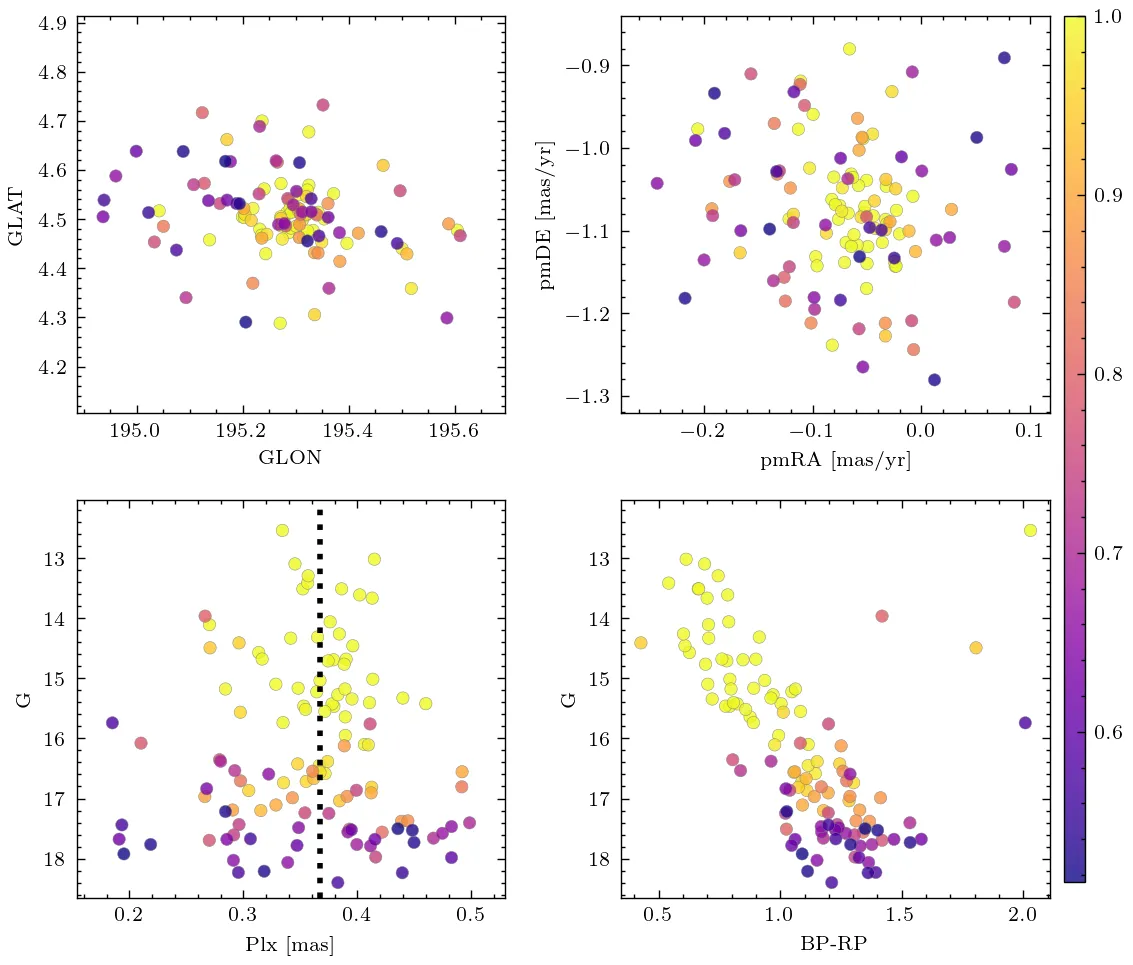 4.9
4.8
4.7
4.6
4.5
4.4
4.3
4.2
GLAT
195.0 195.2 195.4 195.6
GLON
−0.9
−1.0
−1.1
−1.2
−1.3
pmDE [mas/yr]
−0.2 −0.1 0.0 0.1
pmRA [mas/yr]
1.0
0.9
0.8
0.7
0.6
13
14
15
16
17
18
G
0.2 0.3 0.4 0.5
Plx [mas]
13
14
15
16
17
18
G
0.5 1.0 1.5 2.0
BP-RP